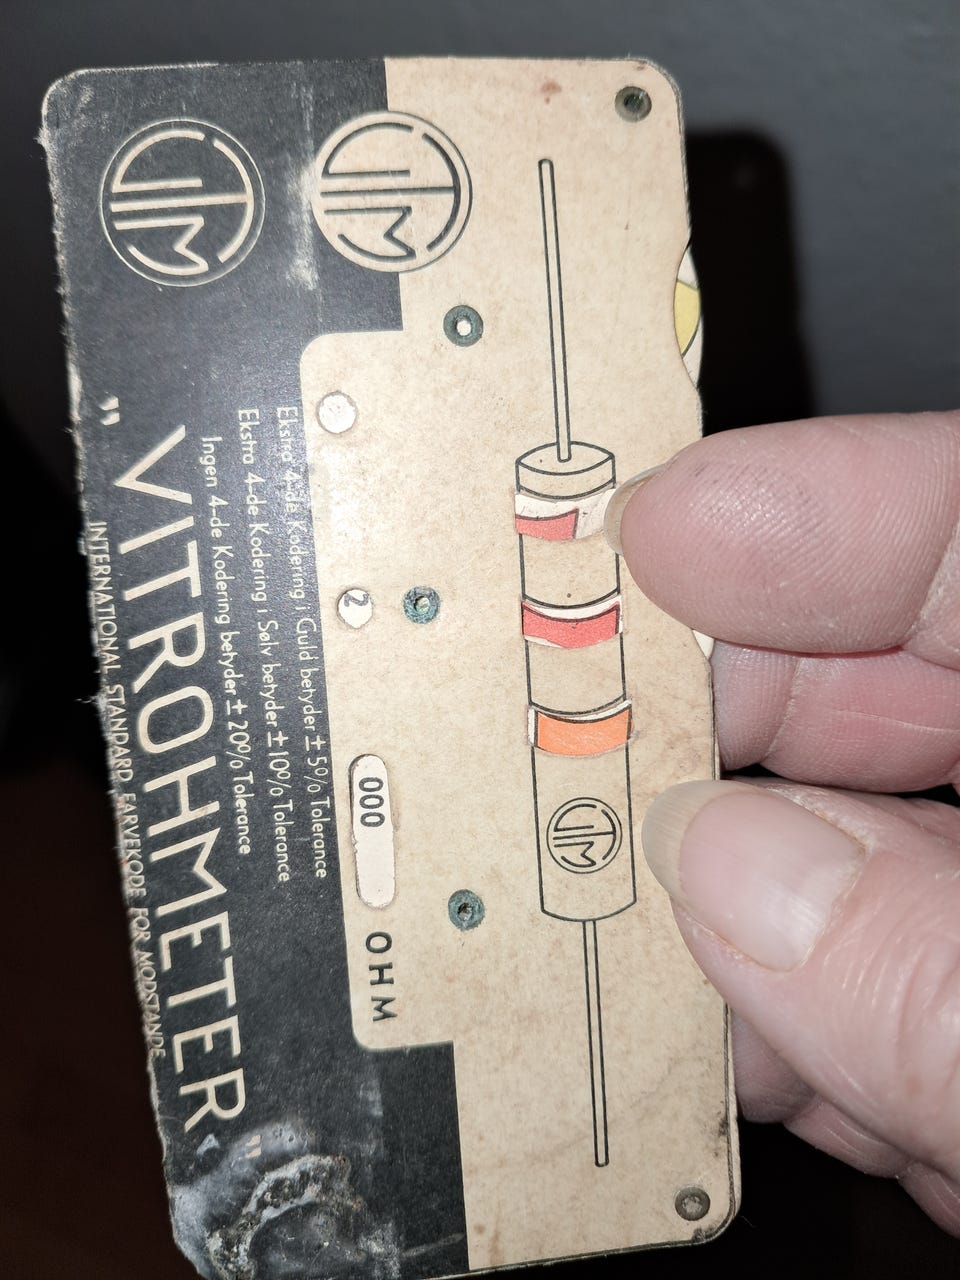 "VITROHMETER"
INTERNATIONAL STANDARD FARVEKODE FOR MODSTANDE
Ingen 4-de Kodering betyder ± 20% Tolerance
Ekstra 4-de Kodering i Sølv betyder ± 10% Tolerance
Ekstra 4-de Kodering i Guld betyder ± 5% Tolerance
2 000 OHM